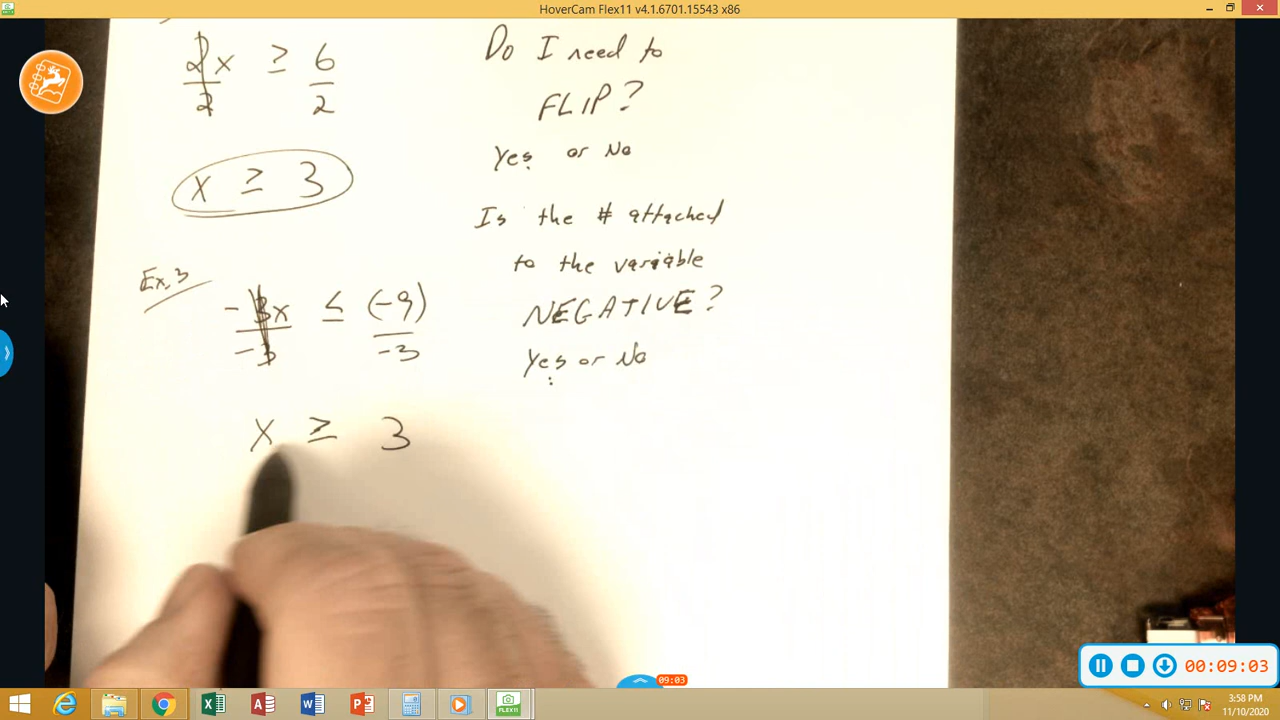 HoverCam Flex11 v4.1.6701.15543 x86
2x ≥ 6
2 2
x ≥ 3
Do I need to
FLIP?
Yes or No
Is the # attached
to the variable
NEGATIVE?
Yes or No
Ex. 3
-3x ≤ (-9)
-3 -3
x ≥ 3
00:09:03
09:03
FLEX11
3:58 PM
11/10/2020